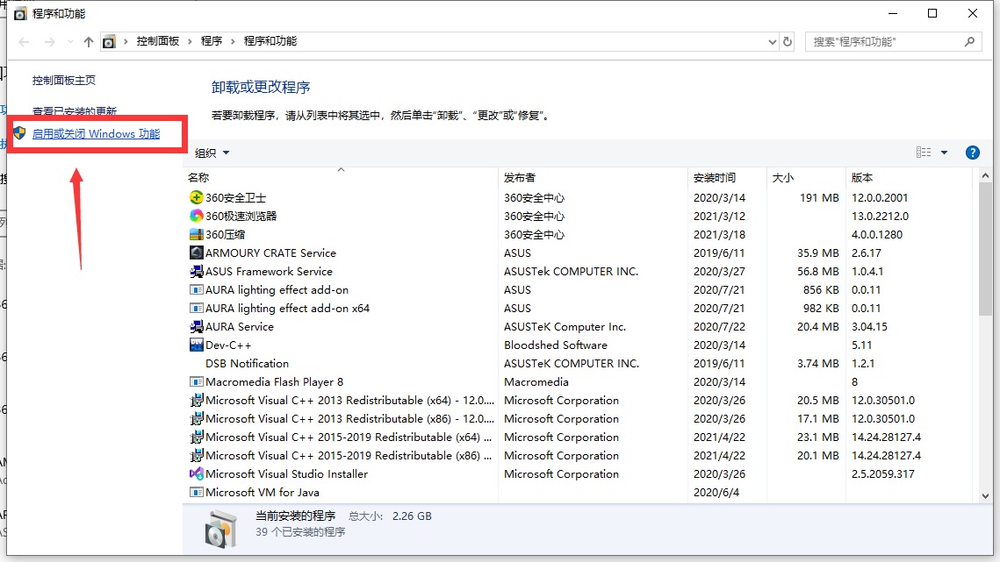 程序和功能
控制面板 › 程序 › 程序和功能
搜索"程序和功能"
控制面板主页
查看已安装的更新
启用或关闭 Windows 功能
卸载或更改程序
若要卸载程序，请从列表中将其选中，然后单击“卸载”、“更改”或“修复”。
组织
名称 发布者 安装时间 大小 版本
360安全卫士 360安全中心 2020/3/14 191 MB 12.0.0.2001
360极速浏览器 360安全中心 2021/3/12 13.0.2212.0
360压缩 360安全中心 2021/3/18 4.0.0.1280
ARMOURY CRATE Service ASUS 2019/6/11 35.9 MB 2.6.17
ASUS Framework Service ASUSTek COMPUTER INC. 2020/3/27 56.8 MB 1.0.4.1
AURA lighting effect add-on ASUS 2020/7/21 856 KB 0.0.11
AURA lighting effect add-on x64 ASUS 2020/7/21 982 KB 0.0.11
AURA Service ASUSTeK Computer Inc. 2020/7/22 20.4 MB 3.04.15
Dev-C++ Bloodshed Software 2020/3/14 5.11
DSB Notification ASUSTeK COMPUTER INC. 2019/6/11 3.74 MB 1.2.1
Macromedia Flash Player 8 Macromedia 2020/3/14 8
Microsoft Visual C++ 2013 Redistributable (x64) - 12.0.... Microsoft Corporation 2020/3/26 20.5 MB 12.0.30501.0
Microsoft Visual C++ 2013 Redistributable (x86) - 12.0.... Microsoft Corporation 2020/3/26 17.1 MB 12.0.30501.0
Microsoft Visual C++ 2015-2019 Redistributable (x64) ... Microsoft Corporation 2021/4/22 23.1 MB 14.24.28127.4
Microsoft Visual C++ 2015-2019 Redistributable (x86) ... Microsoft Corporation 2021/4/22 20.1 MB 14.24.28127.4
Microsoft Visual Studio Installer Microsoft Corporation 2020/3/26 2.5.2059.317
Microsoft VM for Java 2020/6/4
当前安装的程序 总大小: 2.26 GB
39 个已安装的程序